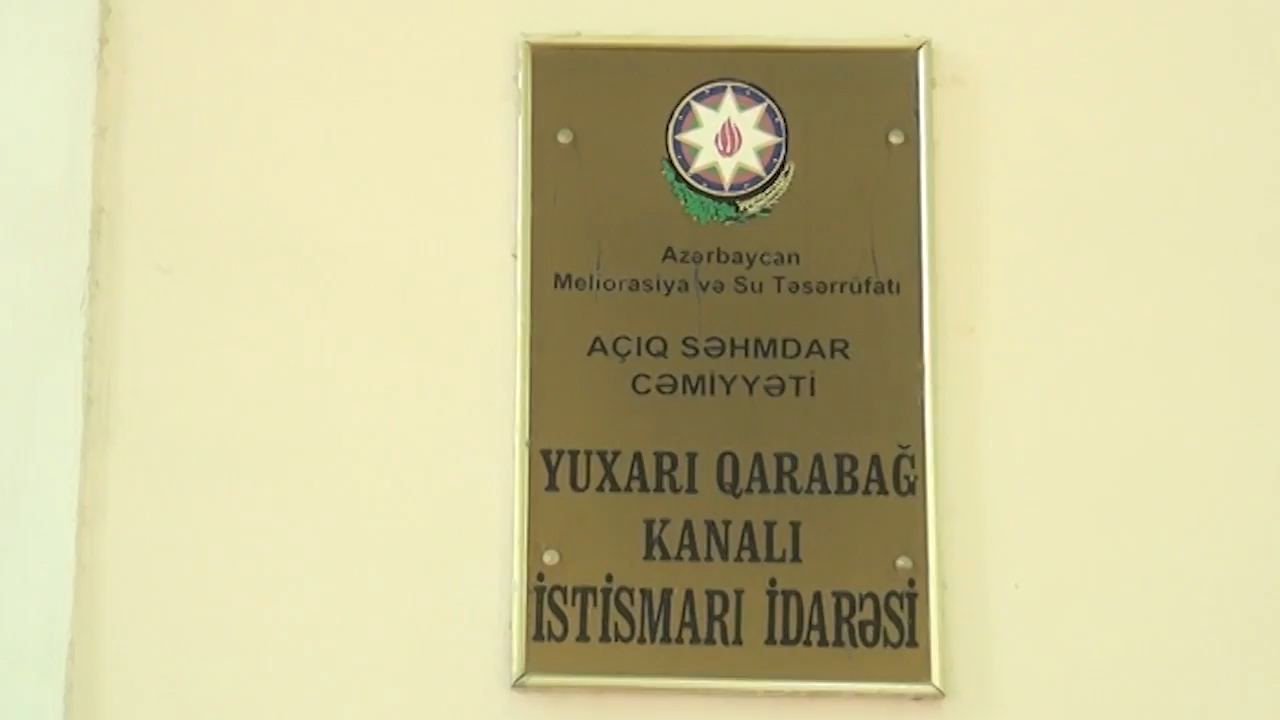 Azərbaycan
Meliorasiya və Su Təsərrüfatı
AÇIQ SƏHMDAR
CƏMİYYƏTİ
YUXARI QARABAĞ
KANALI
İSTİSMARI İDARƏSİ